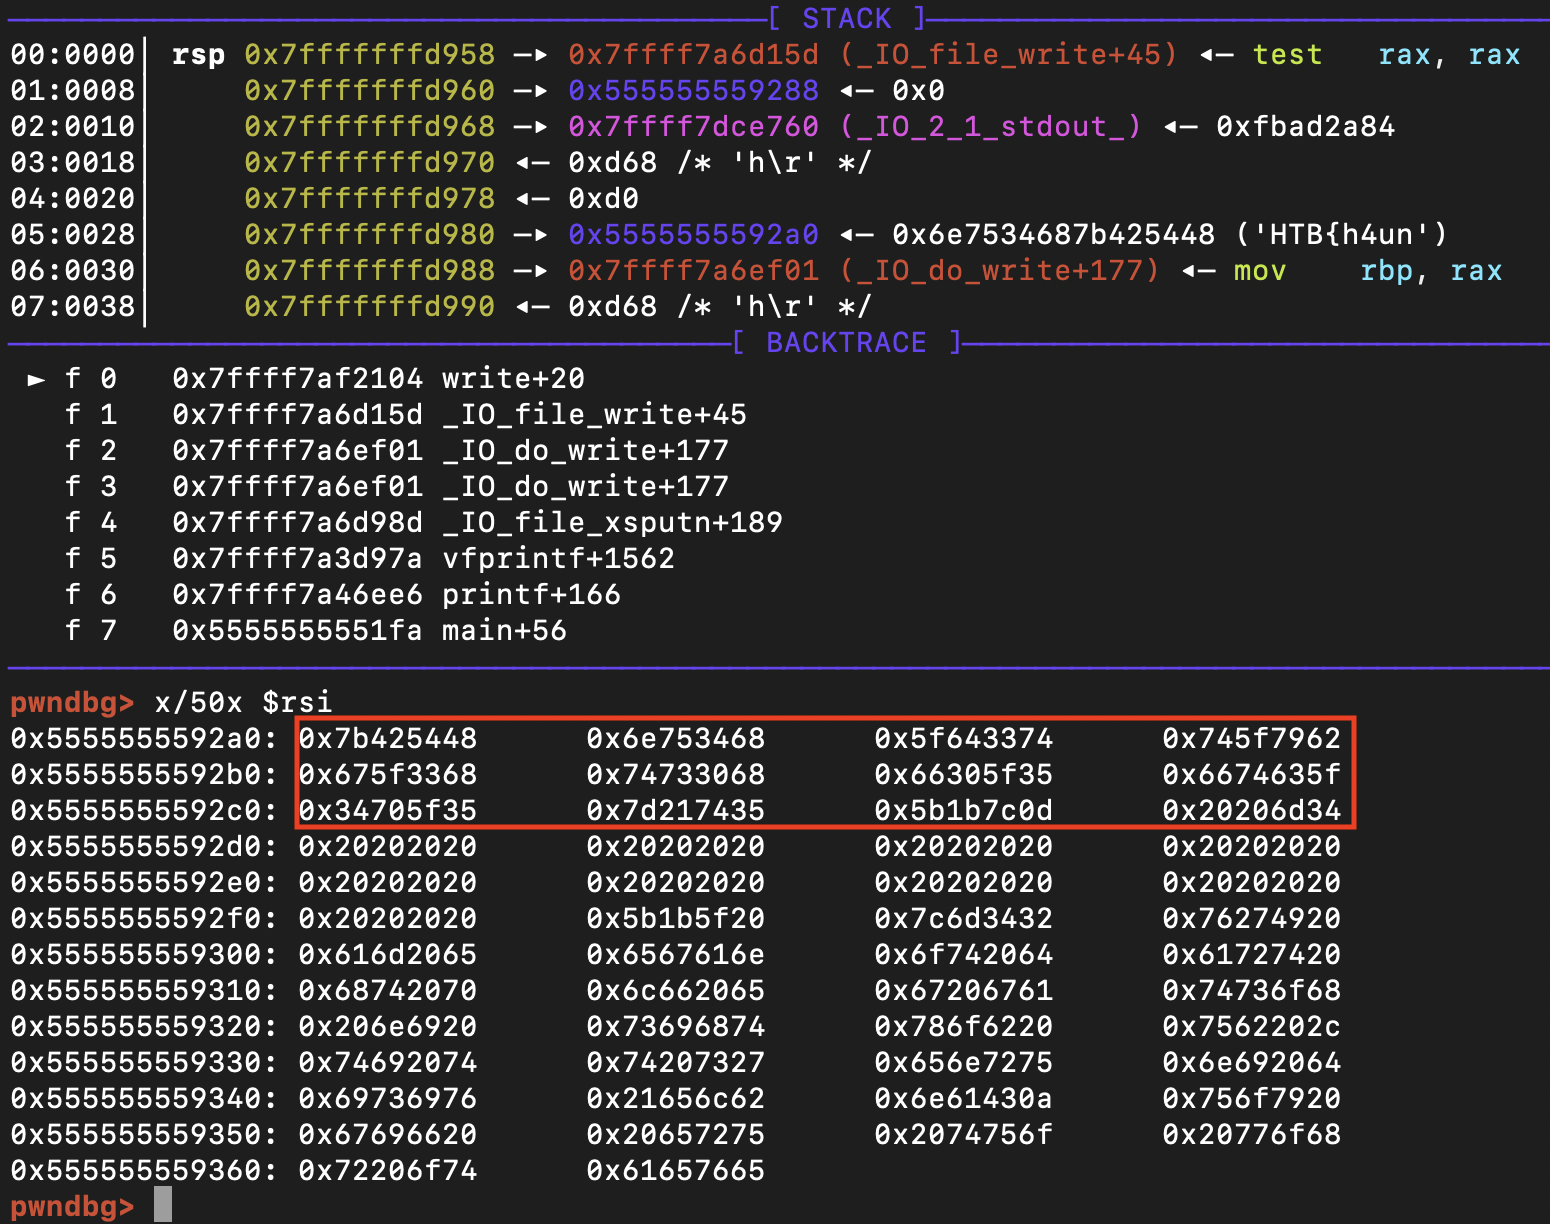 [ STACK ]
00:0000│ rsp 0x7fffffffd958 —▸ 0x7ffff7a6d15d (_IO_file_write+45) ◂— test   rax, rax
01:0008│     0x7fffffffd960 —▸ 0x555555559288 ◂— 0x0
02:0010│     0x7fffffffd968 —▸ 0x7ffff7dce760 (_IO_2_1_stdout_) ◂— 0xfbad2a84
03:0018│     0x7fffffffd970 ◂— 0xd68 /* 'h\r' */
04:0020│     0x7fffffffd978 ◂— 0xd0
05:0028│     0x7fffffffd980 —▸ 0x5555555592a0 ◂— 0x6e7534687b425448 ('HTB{h4un')
06:0030│     0x7fffffffd988 —▸ 0x7ffff7a6ef01 (_IO_do_write+177) ◂— mov    rbp, rax
07:0038│     0x7fffffffd990 ◂— 0xd68 /* 'h\r' */
[ BACKTRACE ]
► f 0   0x7ffff7af2104 write+20
f 1   0x7ffff7a6d15d _IO_file_write+45
f 2   0x7ffff7a6ef01 _IO_do_write+177
f 3   0x7ffff7a6ef01 _IO_do_write+177
f 4   0x7ffff7a6d98d _IO_file_xsputn+189
f 5   0x7ffff7a3d97a vfprintf+1562
f 6   0x7ffff7a46ee6 printf+166
f 7   0x5555555551fa main+56
pwndbg> x/50x $rsi
0x5555555592a0: 0x7b425448      0x6e753468      0x5f643374      0x745f7962
0x5555555592b0: 0x675f3368      0x74733068      0x66305f35      0x6674635f
0x5555555592c0: 0x34705f35      0x7d217435      0x5b1b7c0d      0x20206d34
0x5555555592d0: 0x20202020      0x20202020      0x20202020      0x20202020
0x5555555592e0: 0x20202020      0x20202020      0x20202020      0x20202020
0x5555555592f0: 0x20202020      0x5b1b5f20      0x7c6d3432      0x76274920
0x555555559300: 0x616d2065      0x6567616e      0x6f742064      0x61727420
0x555555559310: 0x68742070      0x6c662065      0x67206761      0x74736f68
0x555555559320: 0x206e6920      0x73696874      0x786f6220      0x7562202c
0x555555559330: 0x74692074      0x74207327      0x656e7275      0x6e692064
0x555555559340: 0x69736976      0x21656c62      0x6e61430a      0x756f7920
0x555555559350: 0x67696620      0x20657275      0x2074756f      0x20776f68
0x555555559360: 0x72206f74      0x61657665
pwndbg>